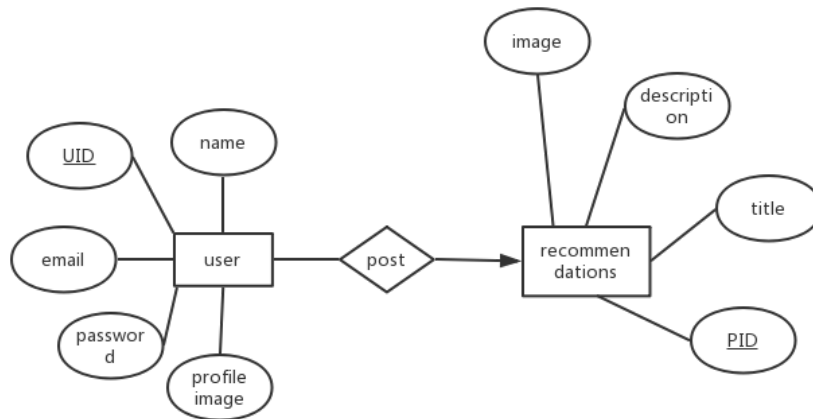 image
descripti
on
name
UID
title
email
user
post
recommen
dations
passwor
d
PID
profile
image